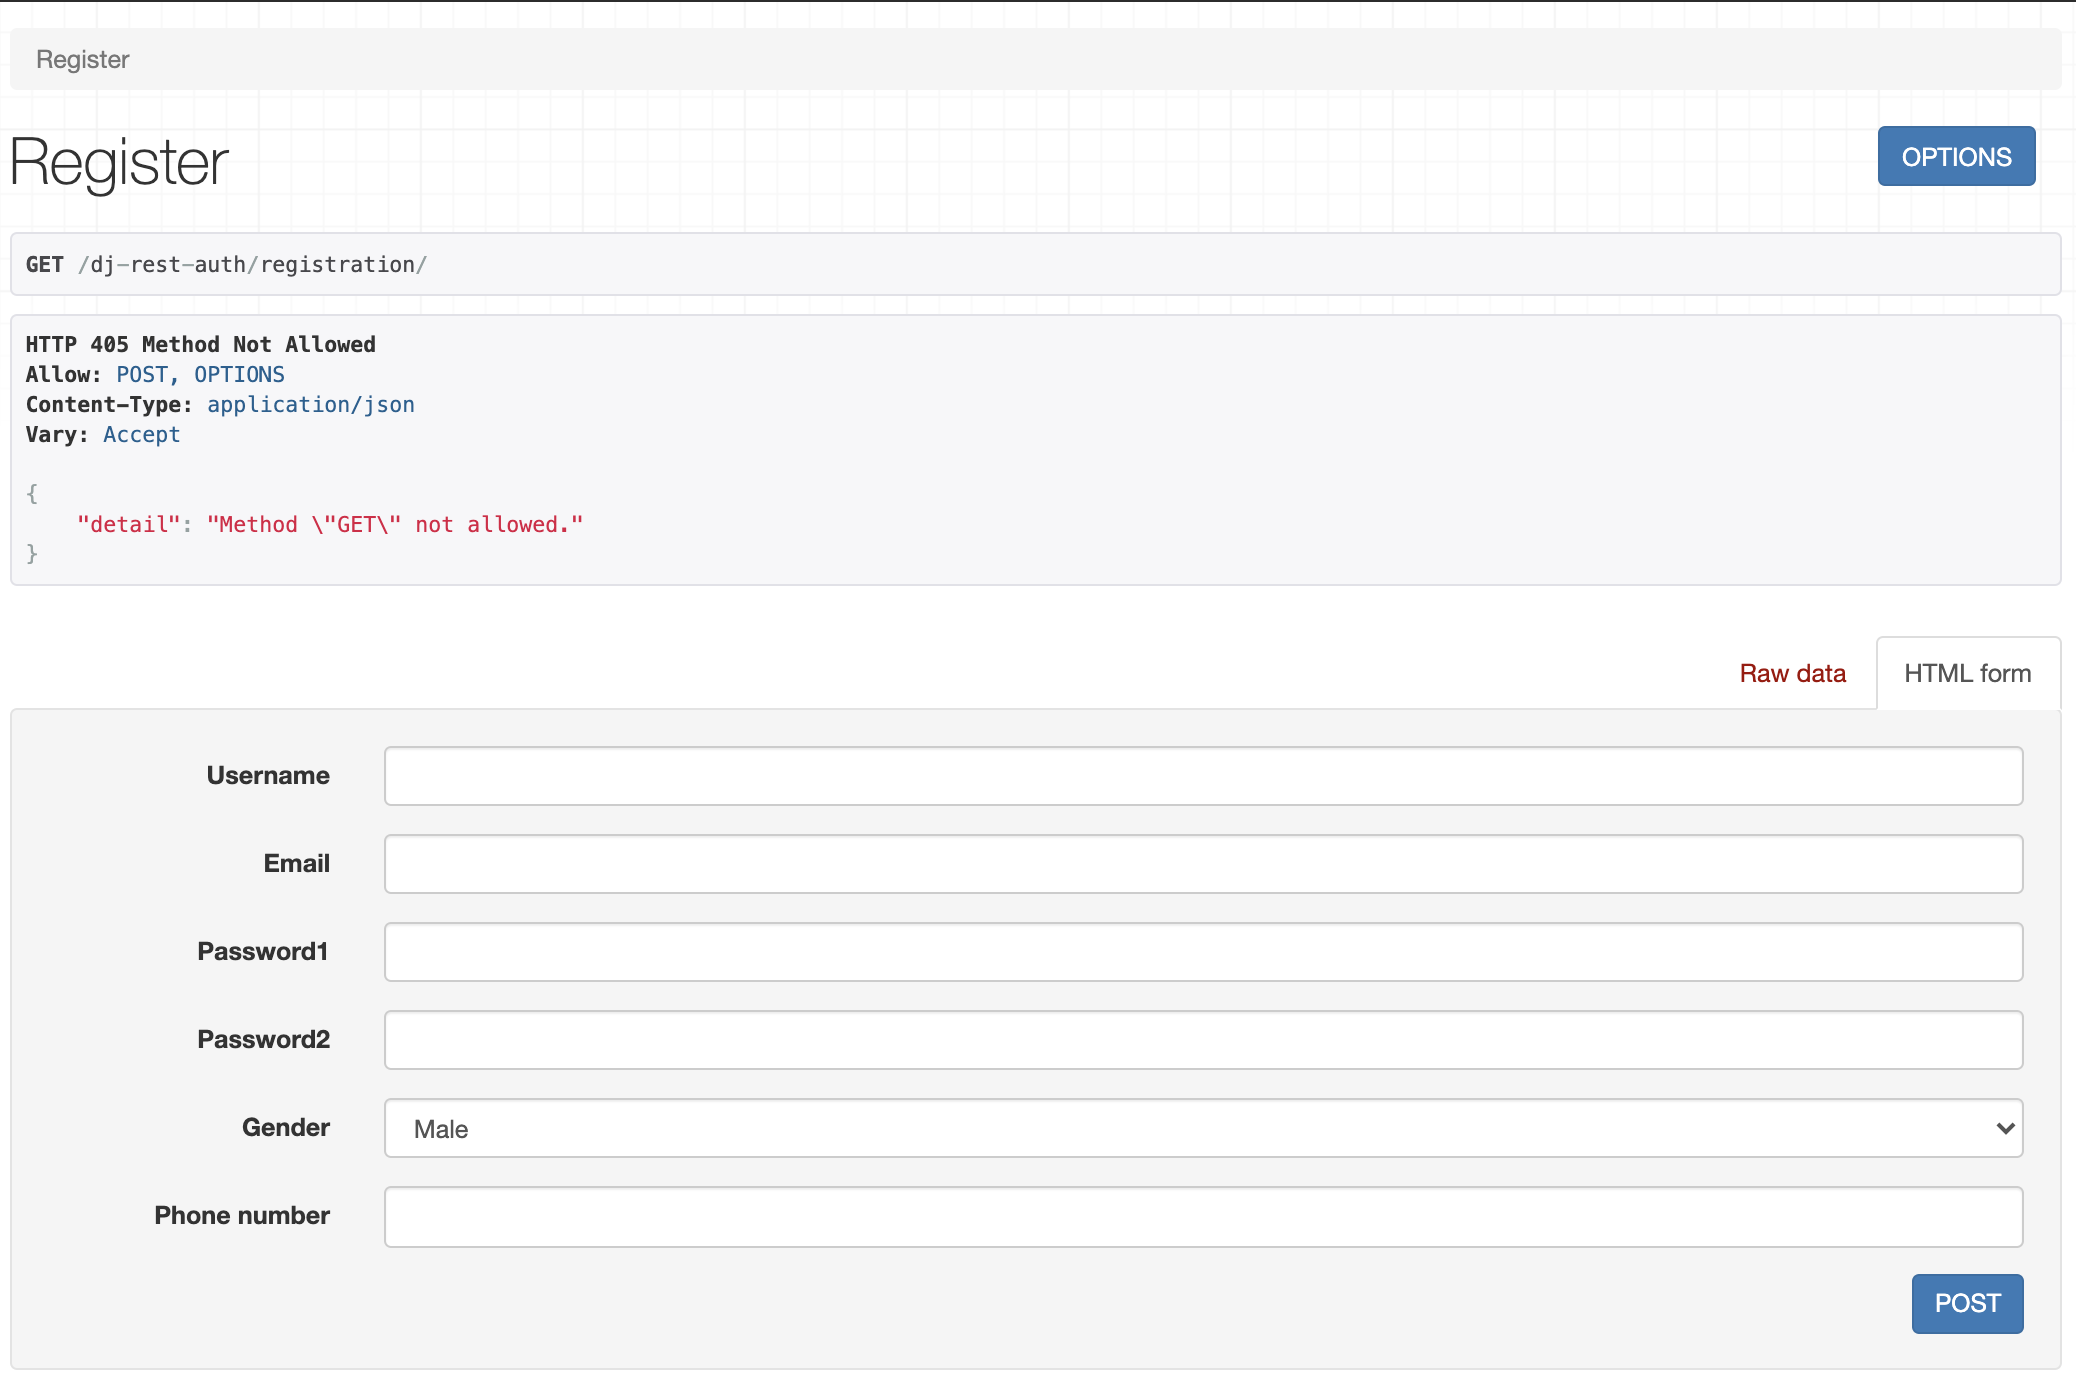 Register
Register
OPTIONS
GET /dj-rest-auth/registration/
HTTP 405 Method Not Allowed
Allow: POST, OPTIONS
Content-Type: application/json
Vary: Accept
{
"detail": "Method \"GET\" not allowed."
}
Raw data
HTML form
Username
Email
Password1
Password2
Gender Male
Phone number
POST